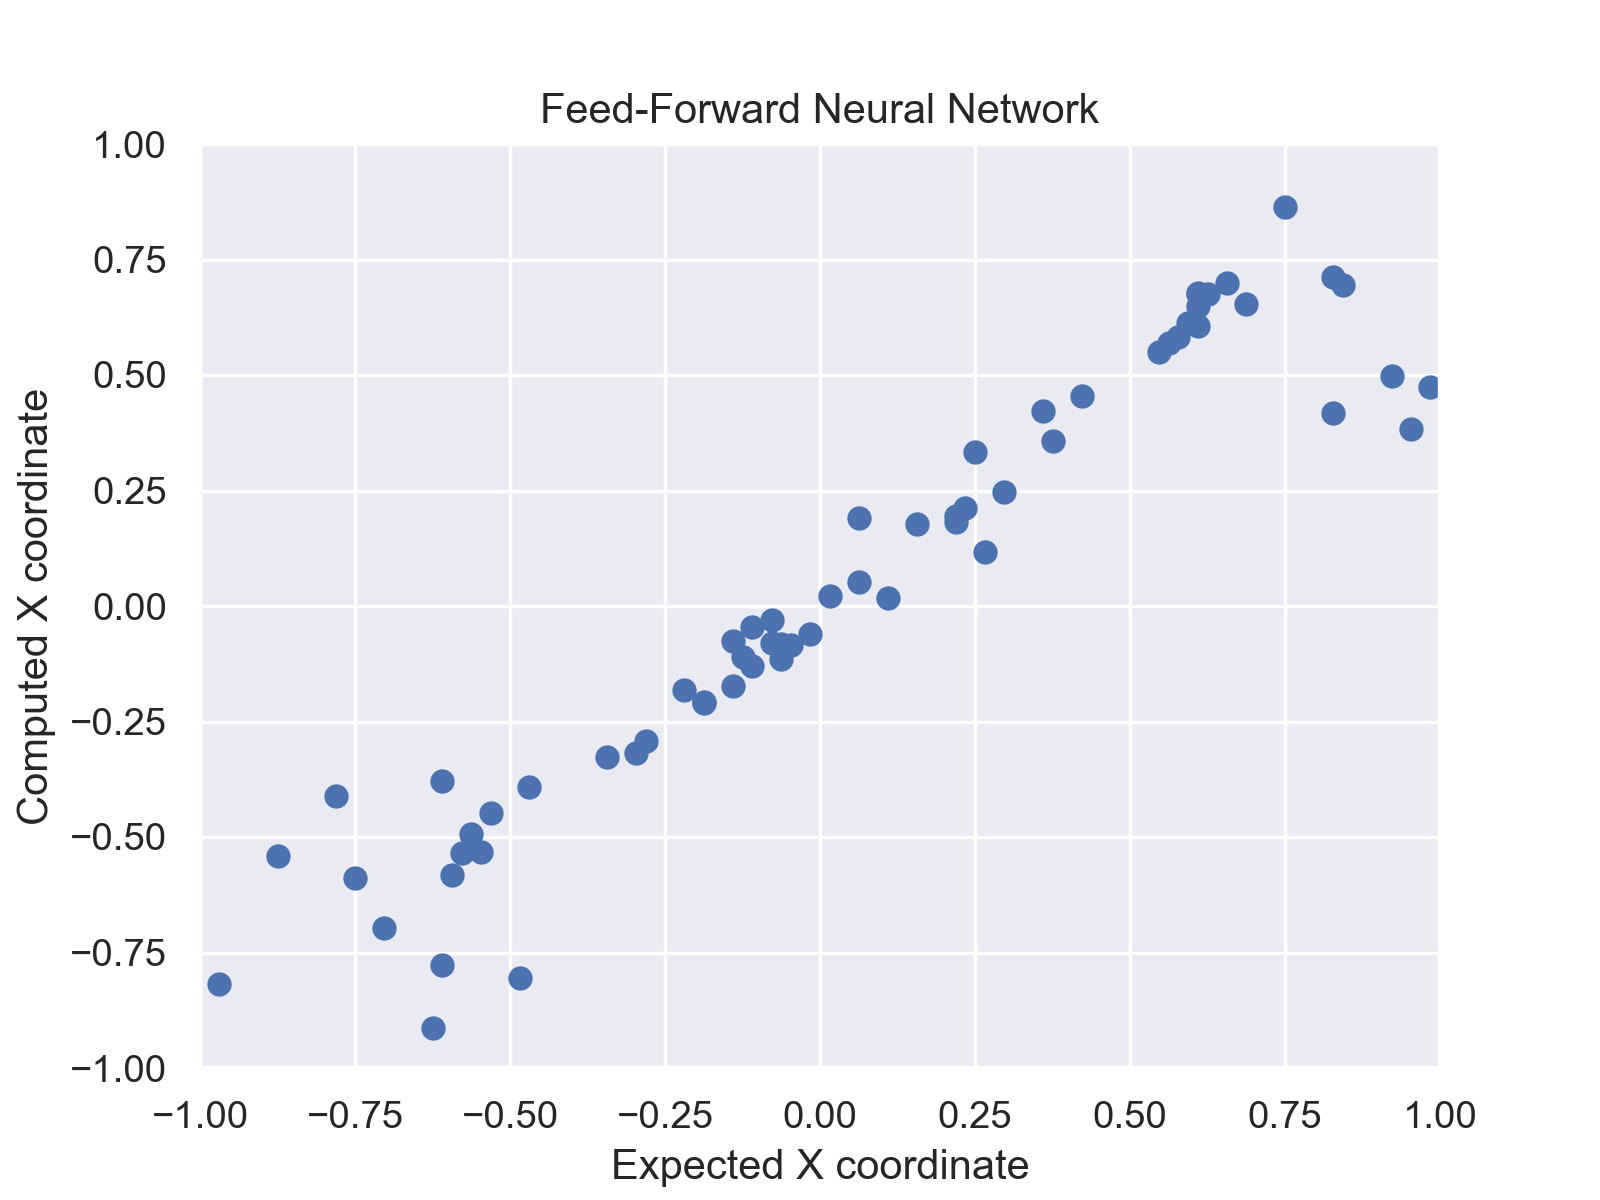 Feed-Forward Neural Network
1.00
0.75
0.50
0.25
0.00
−0.25
−0.50
−0.75
−1.00
Computed X coordinate
−1.00 −0.75 −0.50 −0.25 0.00 0.25 0.50 0.75 1.00
Expected X coordinate